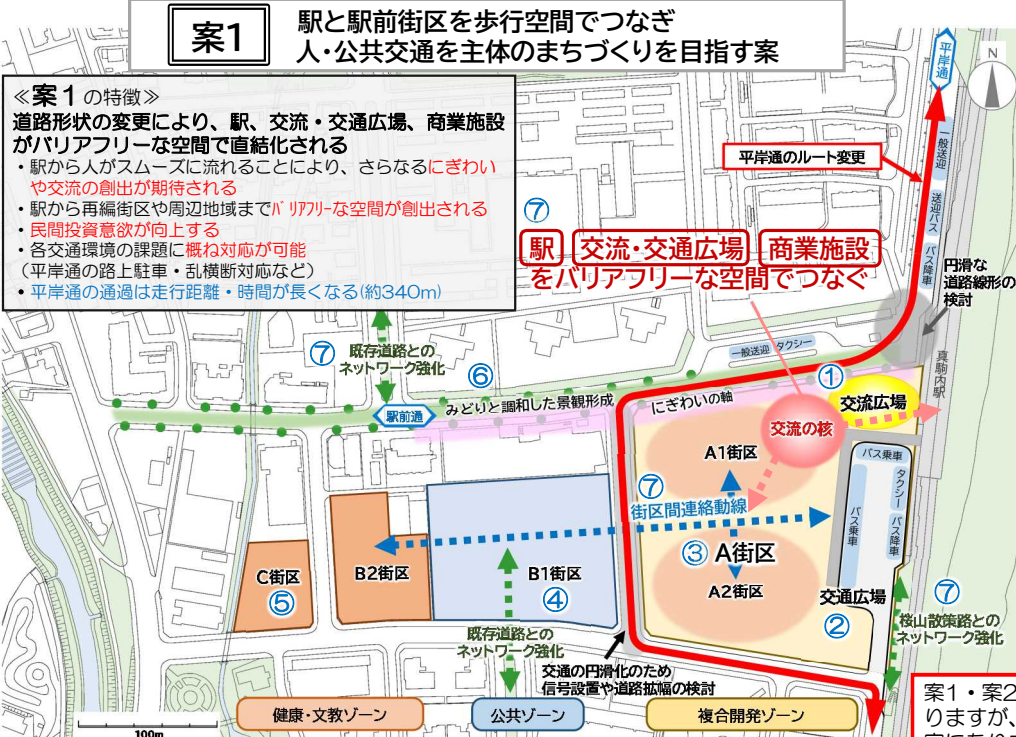 案1
駅と駅前街区を歩行空間でつなぎ
人・公共交通を主体のまちづくりを目指す案
≪案1の特徴≫
道路形状の変更により、駅、交流・交通広場、商業施設
がバリアフリーな空間で直結化される
・駅から人がスムーズに流れることにより、さらなるにぎわい
や交流の創出が期待される
・駅から再編街区や周辺地域までバリアフリーな空間が創出される
・民間投資意欲が向上する
・各交通環境の課題に概ね対応が可能
（平岸通の路上駐車・乱横断対応など）
・平岸通の通過は走行距離・時間が長くなる(約340m)
平岸通
N
一般送迎
平岸通のルート変更
送迎バス
バス降車
⑦
駅 交流・交通広場 商業施設
をバリアフリーな空間でつなぐ
円滑な
道路線形の
検討
一般送迎 タクシー
真駒内駅
⑦
既存道路との
ネットワーク強化
⑥
①
駅前通
みどりと調和した景観形成
にぎわいの軸
交流広場
交流の核
A1街区
バス乗車
タクシー
バス降車
バス乗車
⑦
街区間連絡動線
③ A街区
A2街区
交通広場
②
C街区
⑤
B2街区
B1街区
④
⑦
桜山散策路との
ネットワーク強化
既存道路との
ネットワーク強化
交通の円滑化のため
信号設置や道路拡幅の検討
健康・文教ゾーン
公共ゾーン
複合開発ゾーン
100m
案1・案2
りますが、